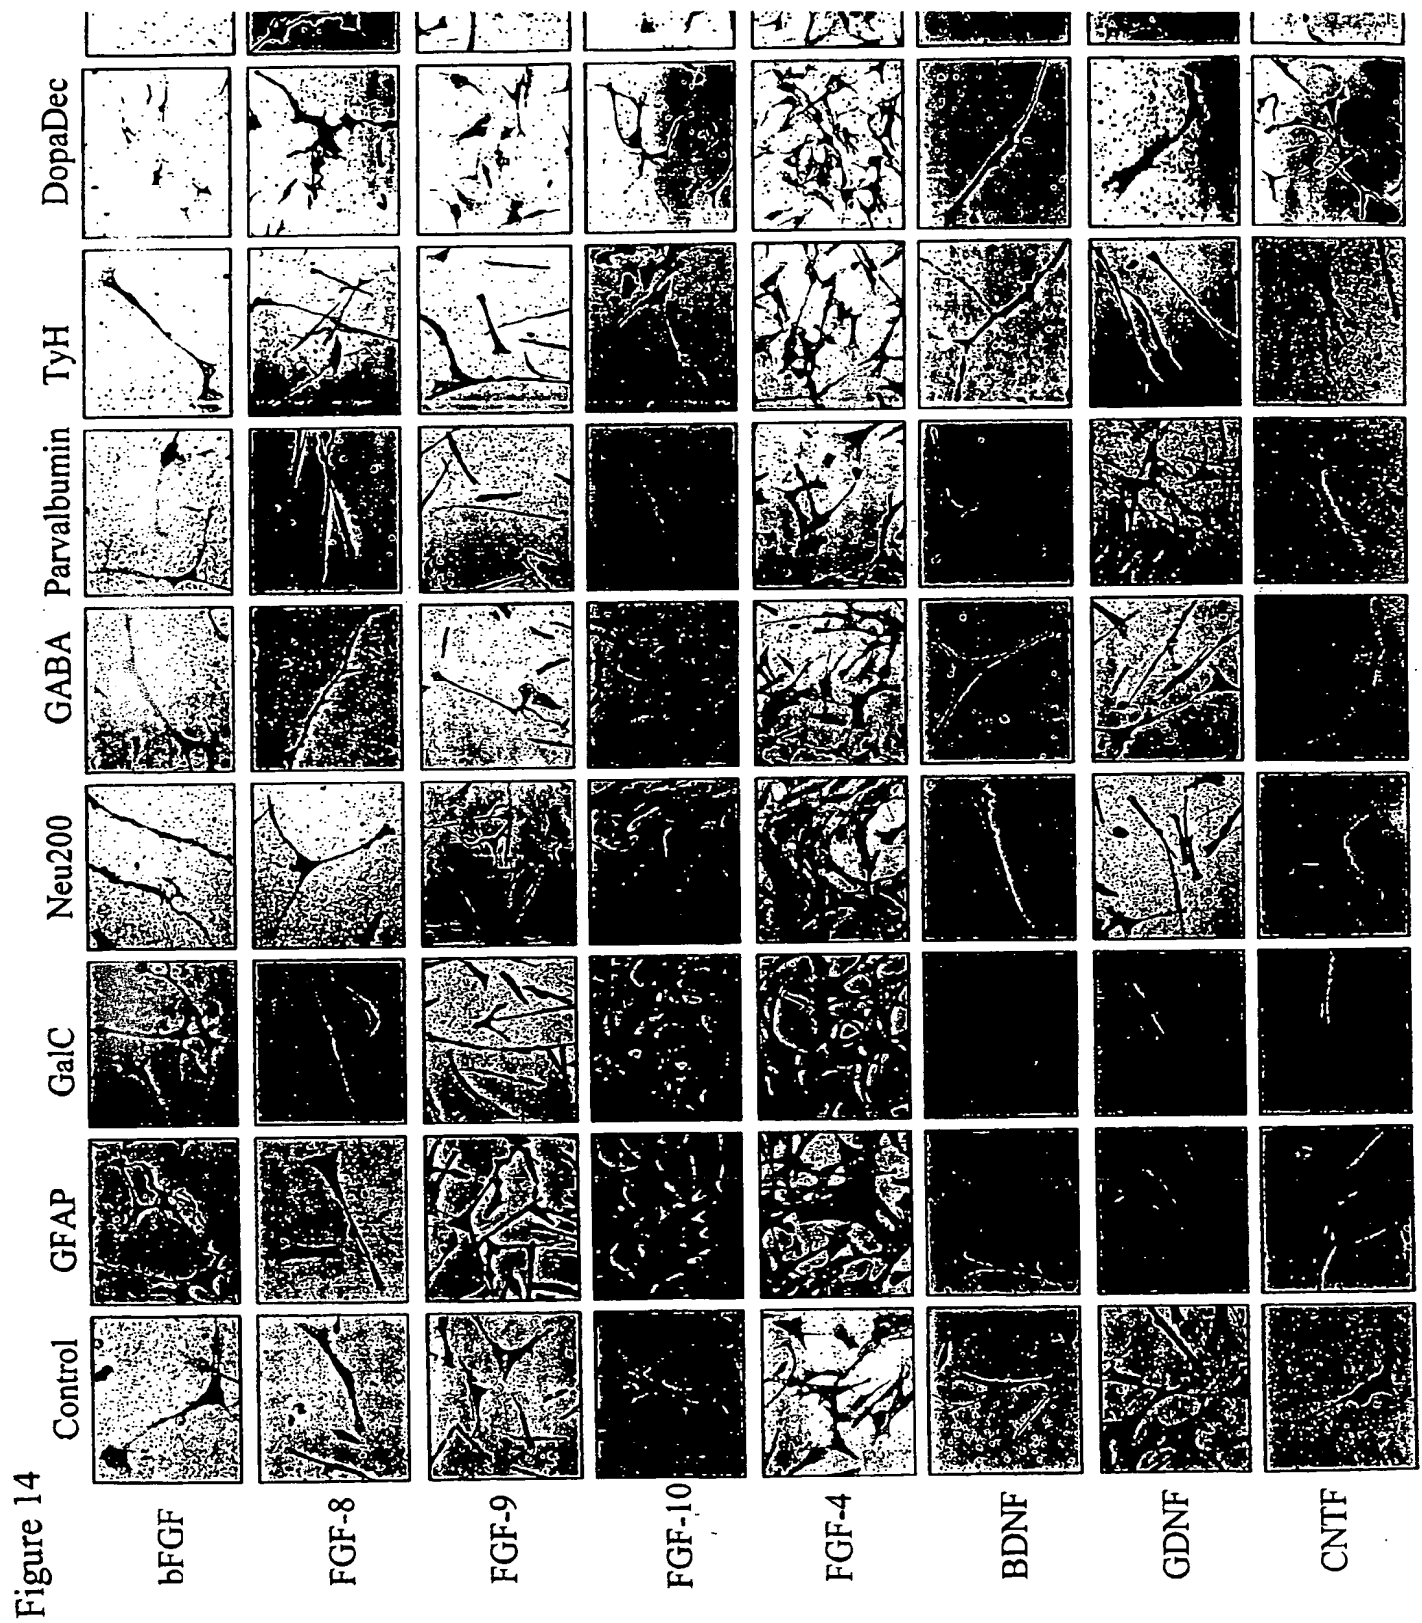 Figure 14
Control
GFAP
GalC
Neu200
GABA
Parvalbumin
TyH
DopaDec
bFGF
FGF-8
FGF-9
FGF-10
FGF-4
BDNF
GDNF
CNTF